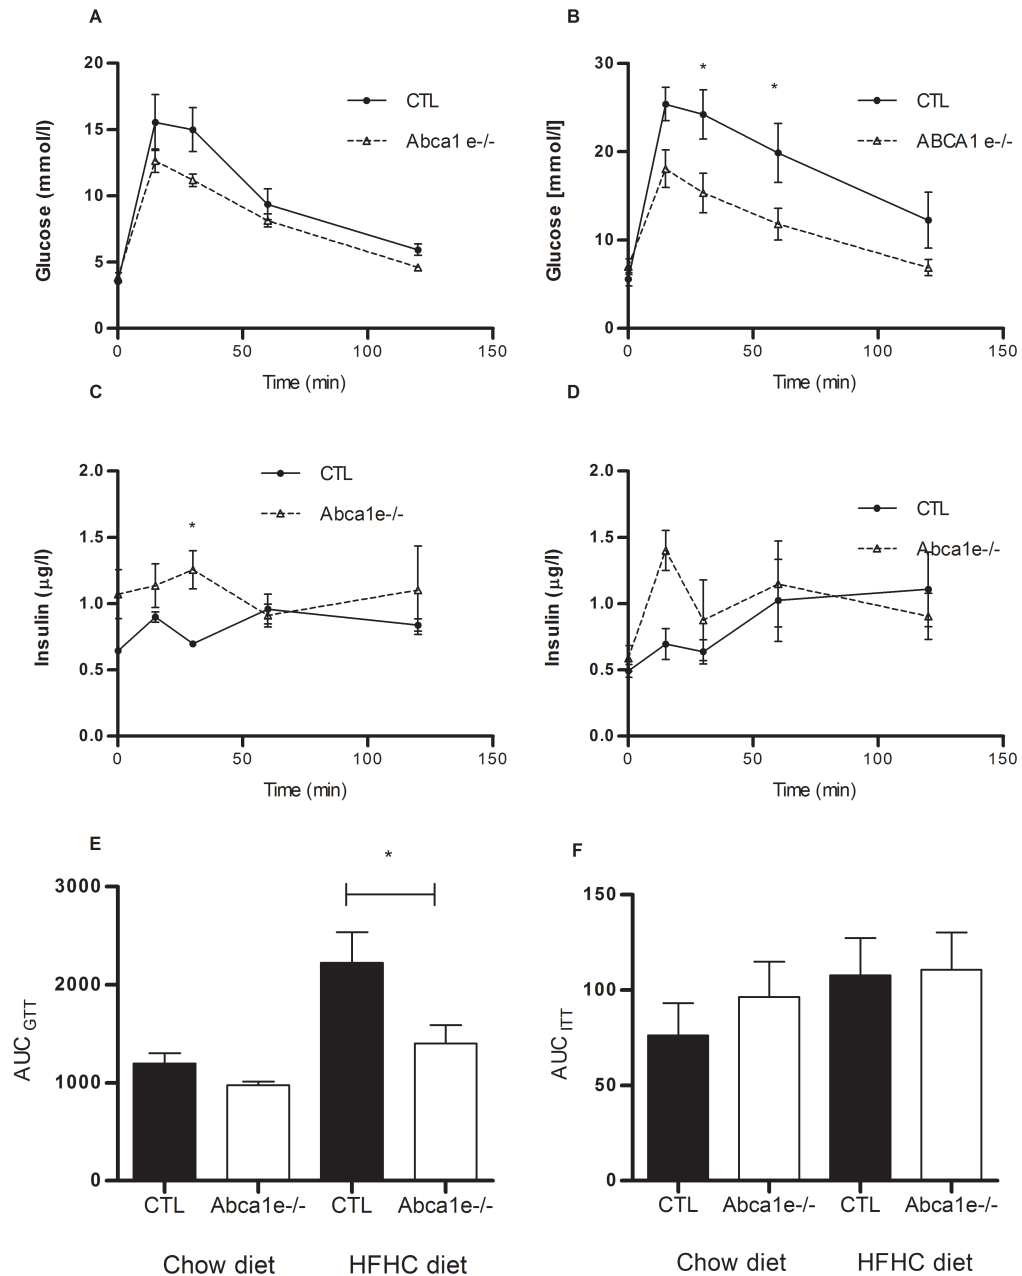 A
20
15
10
5
0
Glucose (mmol/l)
CTL
Abca1 e-/-
0 50 100 150
Time (min)
B
30
20
10
0
Glucose [mmol/l]
* *
CTL
ABCA1 e-/-
0 50 100 150
Time (min)
C
2.0
1.5
1.0
0.5
0.0
Insulin (µg/l)
CTL
Abca1e-/-
*
0 50 100 150
Time (min)
D
2.0
1.5
1.0
0.5
0.0
Insulin (µg/l)
CTL
Abca1e-/-
0 50 100 150
Time (min)
E
3000
2000
1000
0
AUC GTT
*
CTL Abca1e-/- CTL Abca1e-/-
Chow diet HFHC diet
F
150
100
50
0
AUC ITT
CTL Abca1e-/- CTL Abca1e-/-
Chow diet HFHC diet